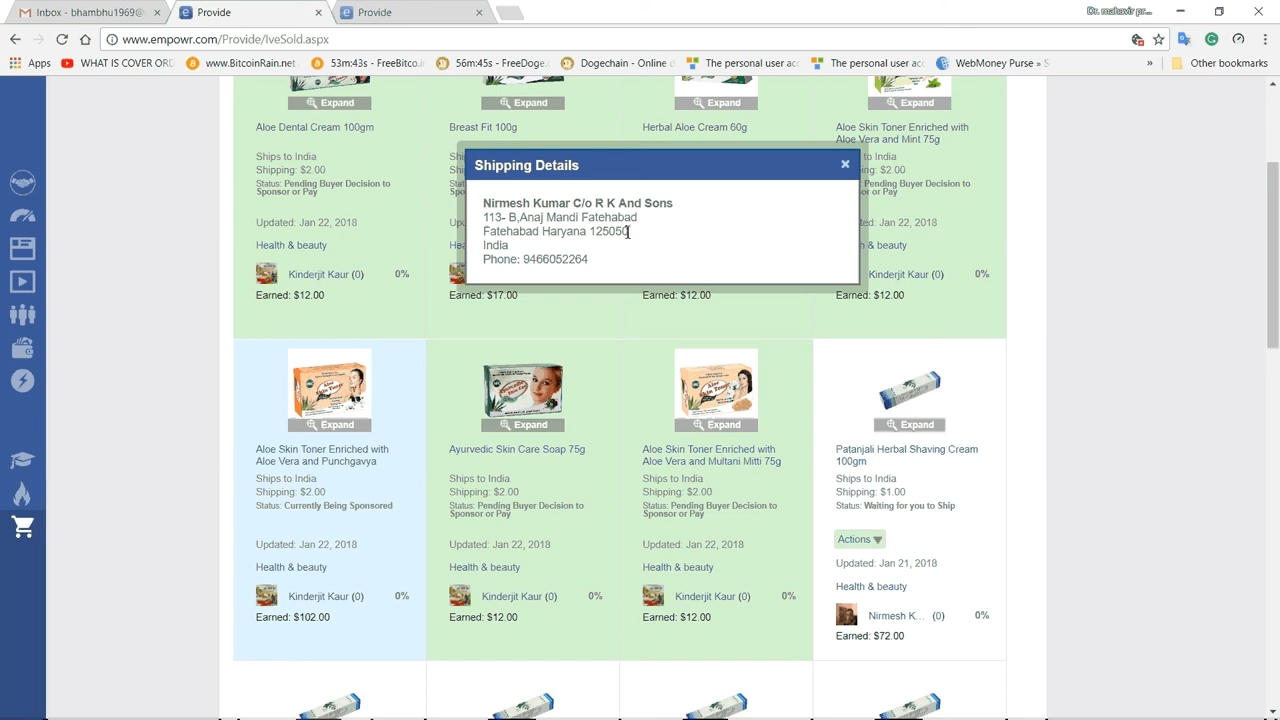 Inbox - bhambhu1969@
Provide
Provide
Dr. mahavir pr...
www.empowr.com/Provide/IveSold.aspx
Apps
WHAT IS COVER ORD
www.BitcoinRain.net
53m:43s - FreeBitco.in
56m:45s - FreeDoge.
Dogechain - Online d
The personal user acc
The personal user acc
WebMoney Purse » S
»
Other bookmarks
Expand
Expand
Expand
Expand
Aloe Dental Cream 100gm
Breast Fit 100g
Herbal Aloe Cream 60g
Aloe Skin Toner Enriched with
Aloe Vera and Mint 75g
Ships to India
Shipping: $2.00
Status: Pending Buyer Decision to
Sponsor or Pay
Updated: Jan 22, 2018
Health & beauty
Kinderjit Kaur (0) 0%
Earned: $12.00
Earned: $17.00
Earned: $12.00
Pending Buyer Decision to
Sponsor or Pay
Jan 22, 2018
& beauty
Kinderjit Kaur (0) 0%
Earned: $12.00
Shipping Details
×
Nirmesh Kumar C/o R K And Sons
113- B,Anaj Mandi Fatehabad
Fatehabad Haryana 125050
India
Phone: 9466052264
Expand
Aloe Skin Toner Enriched with
Aloe Vera and Punchgavya
Ships to India
Shipping: $2.00
Status: Currently Being Sponsored
Updated: Jan 22, 2018
Health & beauty
Kinderjit Kaur (0) 0%
Earned: $102.00
Expand
Ayurvedic Skin Care Soap 75g
Ships to India
Shipping: $2.00
Status: Pending Buyer Decision to
Sponsor or Pay
Updated: Jan 22, 2018
Health & beauty
Kinderjit Kaur (0) 0%
Earned: $12.00
Expand
Aloe Skin Toner Enriched with
Aloe Vera and Multani Mitti 75g
Ships to India
Shipping: $2.00
Status: Pending Buyer Decision to
Sponsor or Pay
Updated: Jan 22, 2018
Health & beauty
Kinderjit Kaur (0) 0%
Earned: $12.00
Expand
Patanjali Herbal Shaving Cream
100gm
Ships to India
Shipping: $1.00
Status: Waiting for you to Ship
Actions
Updated: Jan 21, 2018
Health & beauty
Nirmesh K... (0) 0%
Earned: $72.00